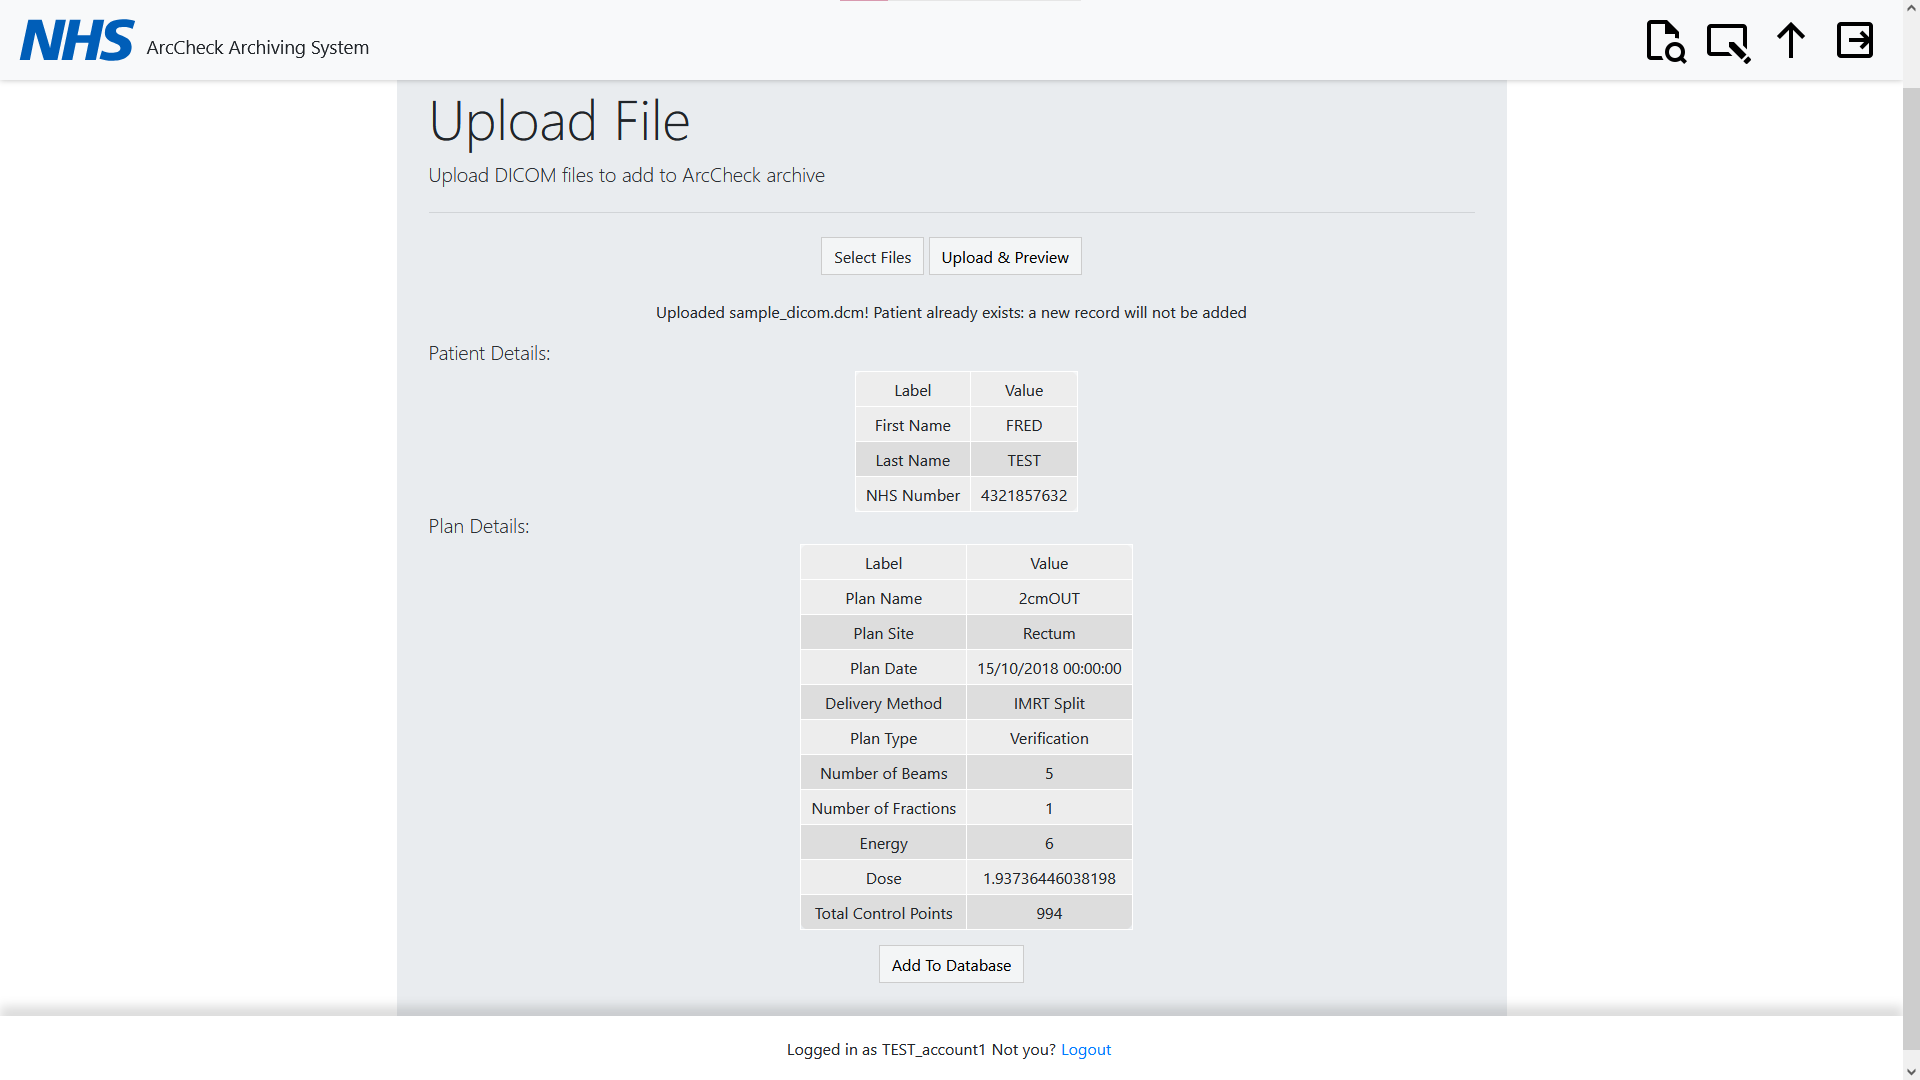 NHS ArcCheck Archiving System
Upload File
Upload DICOM files to add to ArcCheck archive
Select Files Upload & Preview
Uploaded sample_dicom.dcm! Patient already exists: a new record will not be added
Patient Details:
Label Value
First Name FRED
Last Name TEST
NHS Number 4321857632
Plan Details:
Label Value
Plan Name 2cmOUT
Plan Site Rectum
Plan Date 15/10/2018 00:00:00
Delivery Method IMRT Split
Plan Type Verification
Number of Beams 5
Number of Fractions 1
Energy 6
Dose 1.93736446038198
Total Control Points 994
Add To Database
Logged in as TEST_account1 Not you? Logout